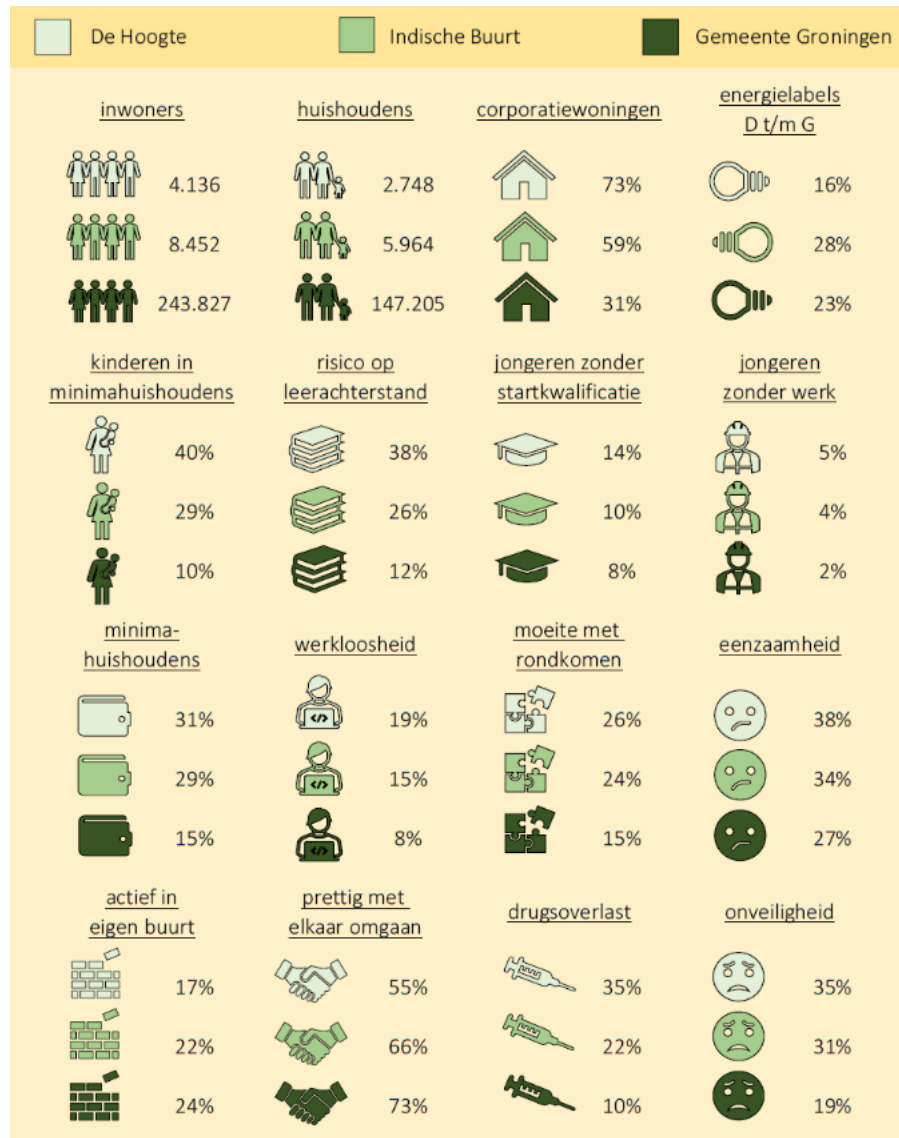 De Hoogte Indische Buurt Gemeente Groningen
inwoners huishoudens corporatiewoningen energielabels
D t/m G
4.136 2.748 73% 16%
8.452 5.964 59% 28%
243.827 147.205 31% 23%
kinderen in risico op jongeren zonder jongeren
minimahuishoudens leerachterstand startkwalificatie zonder werk
40% 38% 14% 5%
29% 26% 10% 4%
10% 12% 8% 2%
minima- werkloosheid moeite met eenzaamheid
huishoudens rondkomen
</> 
31% 19% 26% 38%
</> 
29% 15% 24% 34%
</> 
15% 8% 15% 27%
actief in prettig met drugsoverlast onveiligheid
eigen buurt elkaar omgaan
17% 55% 35% 35%
22% 66% 22% 31%
24% 73% 10% 19%